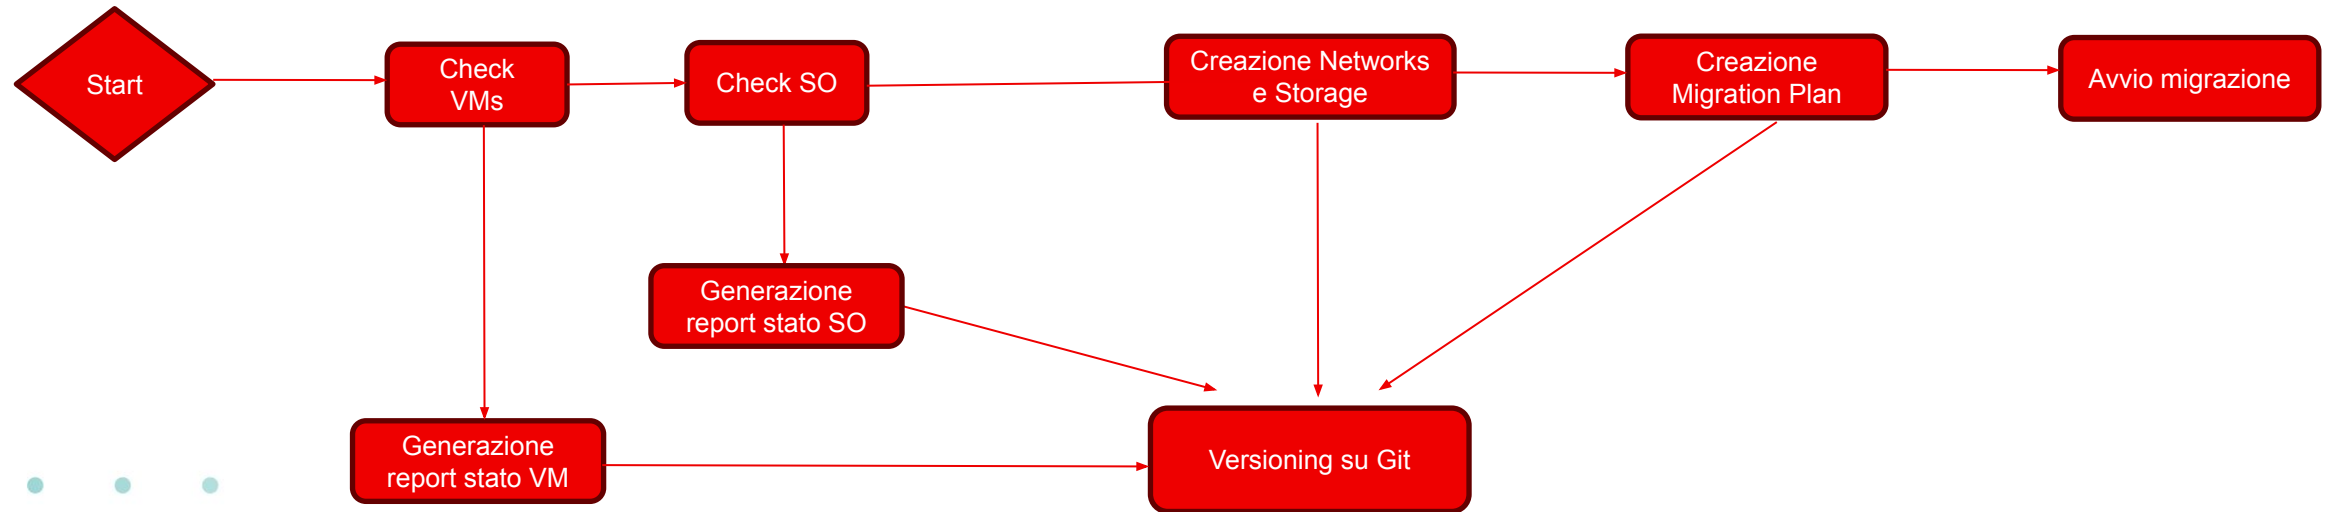 Start
Check
VMs
Check SO
Creazione Networks
e Storage
Creazione
Migration Plan
Avvio migrazione
Generazione
report stato SO
Generazione
report stato VM
Versioning su Git